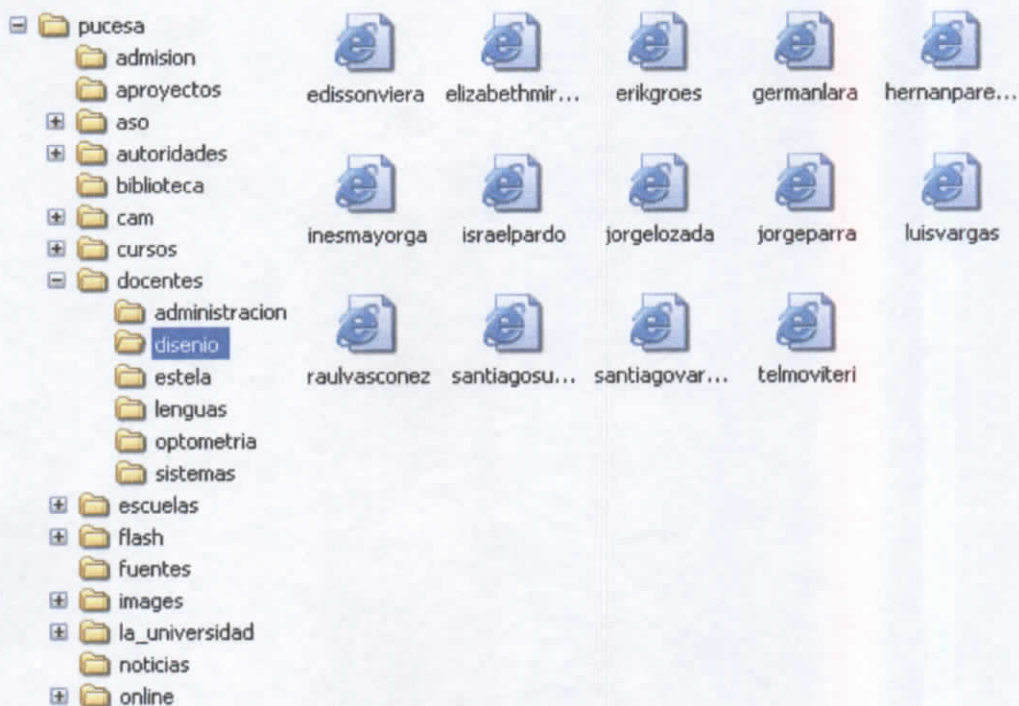 pucesa
admision
aproyectos
aso
autoridades
biblioteca
cam
cursos
docentes
administracion
disenio
estela
lenguas
optometria
sistemas
escuelas
flash
fuentes
images
la_universidad
noticias
online
edissonviera elizabethmir... erikgroes germanlara hernanpare...
inesmayorga israelpardo jorgelozada jorgeparra luisvargas
raulvasconez santiagosu... santiagovar... telmoviteri